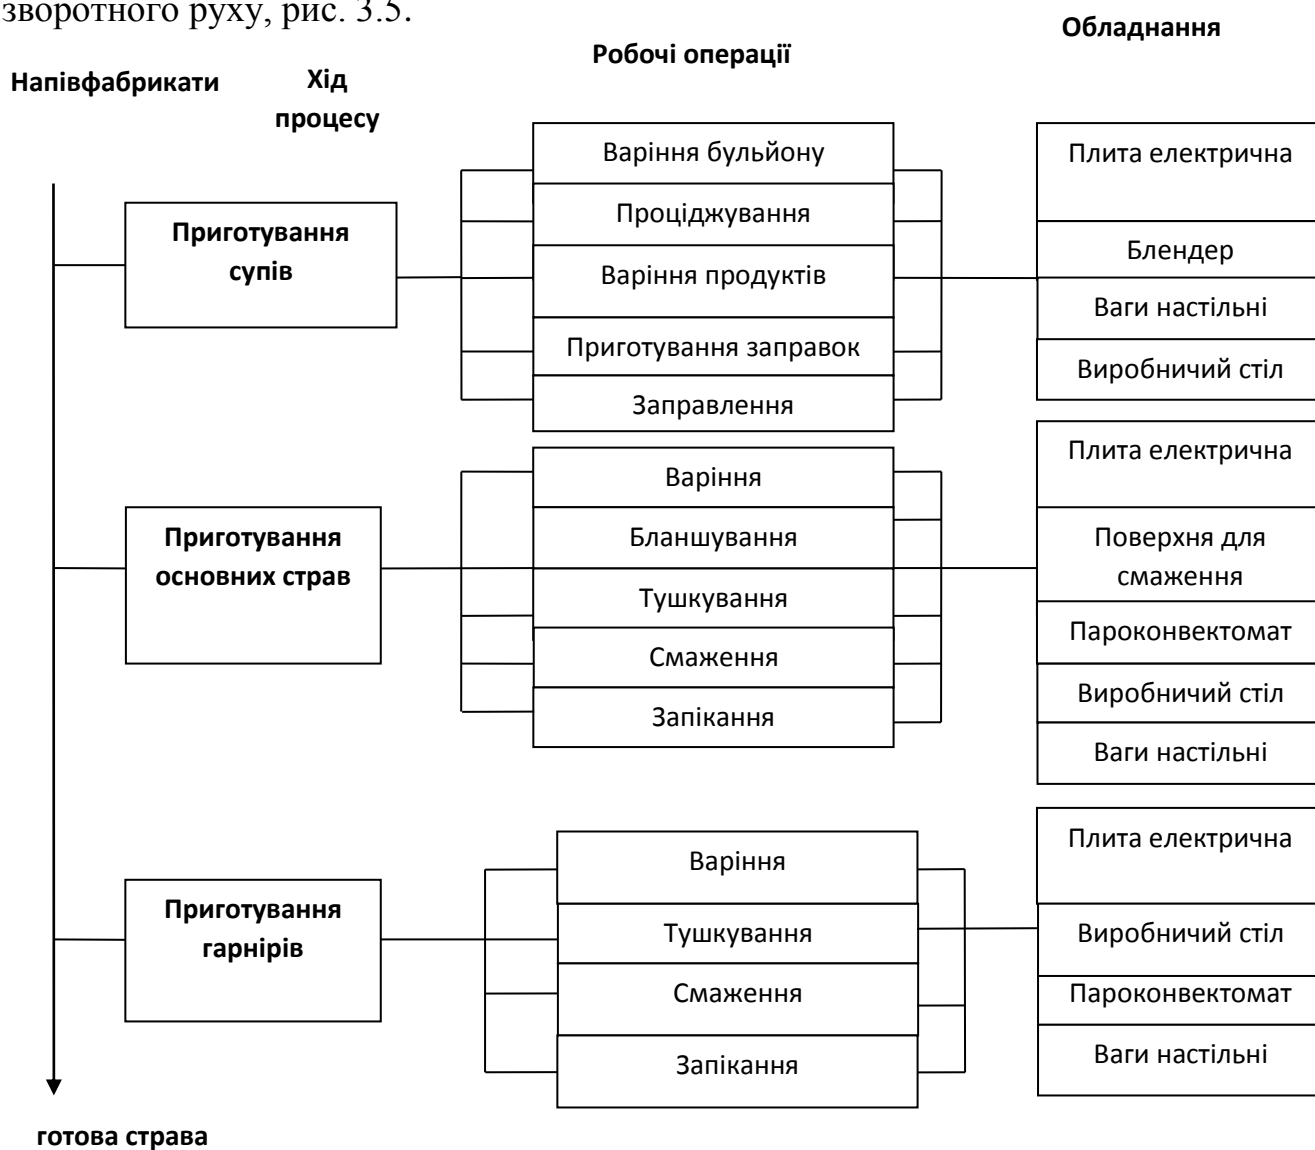 зворотного руху, рис. 3.5.
Обладнання
Робочі операції
Напівфабрикати
Хід
процесу
Приготування
супів
Варіння бульйону
Проціджування
Варіння продуктів
Приготування заправок
Заправлення
Плита електрична
Блендер
Ваги настільні
Виробничий стіл
Приготування
основних страв
Варіння
Бланшування
Тушкування
Смаження
Запікання
Плита електрична
Поверхня для
смаження
Пароконвектомат
Виробничий стіл
Ваги настільні
Приготування
гарнірів
Варіння
Тушкування
Смаження
Запікання
Плита електрична
Виробничий стіл
Пароконвектомат
Ваги настільні
готова страва